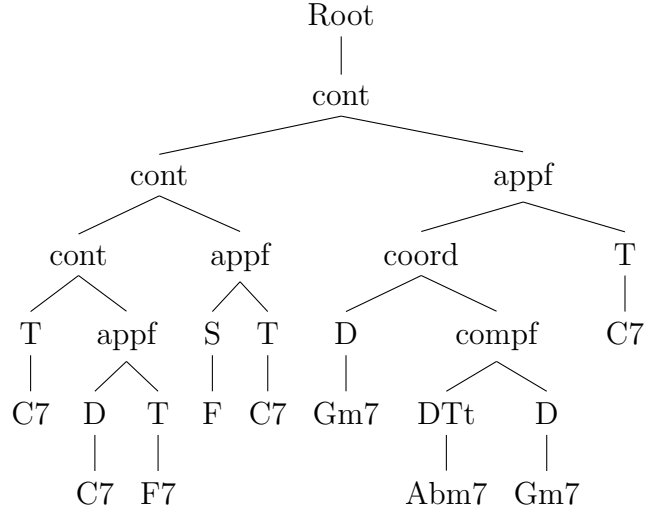 Root
cont
cont appf
cont appf coord T
T appf S T D compf C7
C7 D T F C7 Gm7 DTt D
C7 F7 Abm7 Gm7